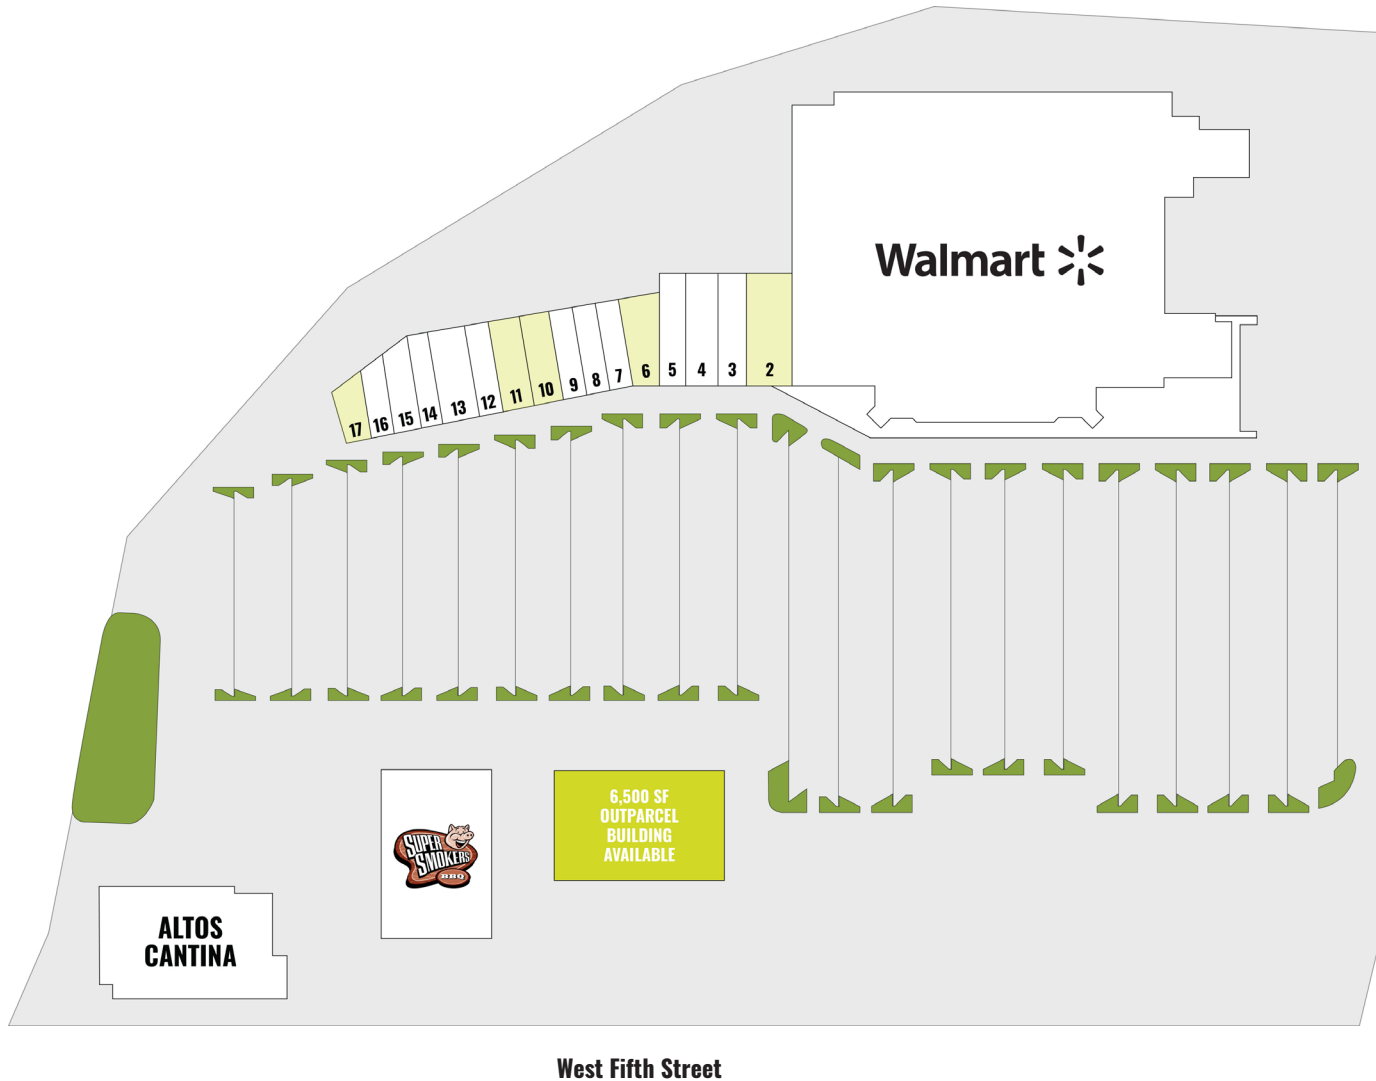 Walmart
2
3
4
5
6
7
8
9
10
11
12
13
14
15
16
17
6,500 SF
OUTPARCEL
BUILDING
AVAILABLE
SUPER
SMOKERS
BBQ
ALTOS
CANTINA
West Fifth Street